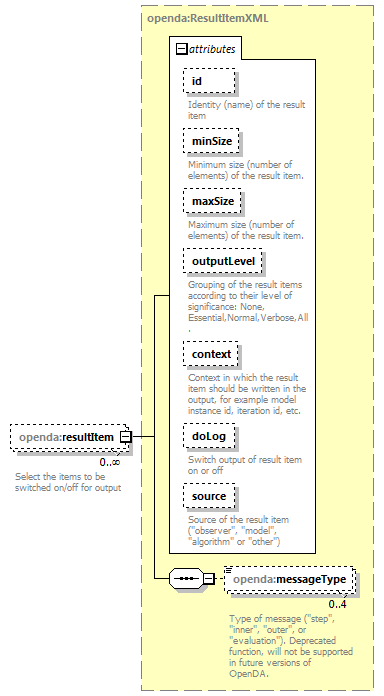 openda:ResultItemXML
attributes
id
Identity (name) of the result
item
minSize
Minimum size (number of
elements) of the result item.
maxSize
Maximum size (number of
elements) of the result item.
outputLevel
Grouping of the result items
according to their level of
significance: None,
Essential,Normal,Verbose,All
.
context
Context in which the result
item should be written in the
output, for example model
instance id, iteration id, etc.
doLog
Switch output of result item
on or off
source
Source of the result item
("observer", "model",
"algorithm" or "other")
openda:resultItem
0..∞
Select the items to be
switched on/off for output
openda:messageType
0..4
Type of message ("step",
"inner", "outer", or
"evaluation"). Deprecated
function, will not be supported
in future versions of
OpenDA.